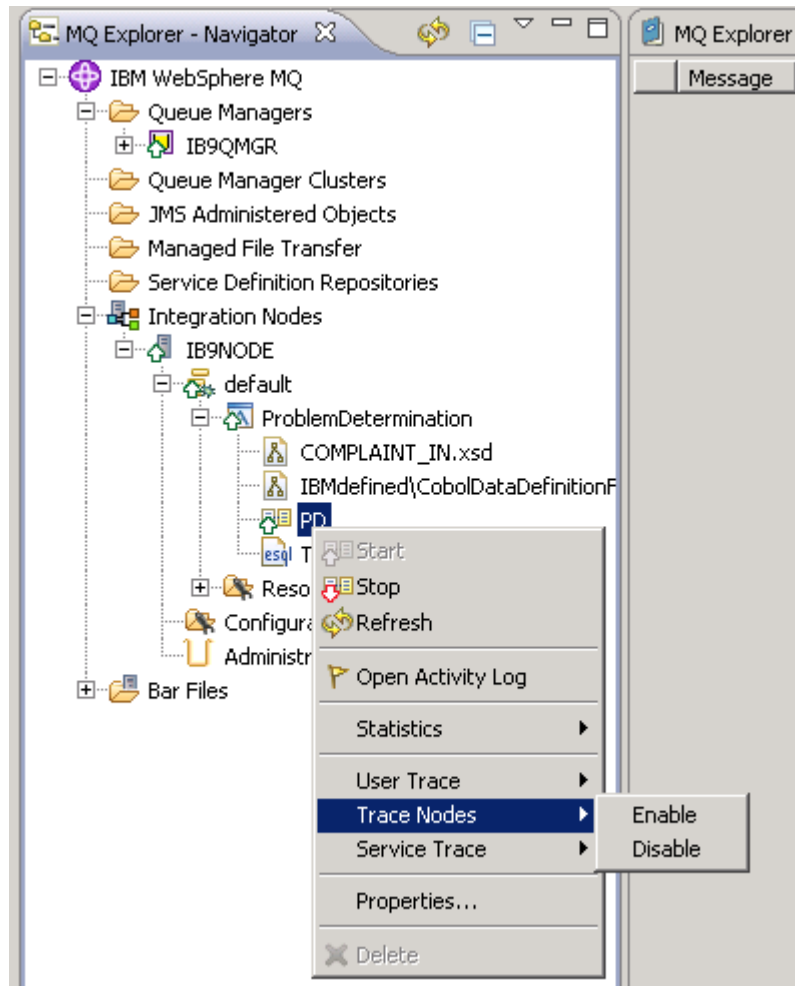 MQ Explorer - Navigator
MQ Explorer
IBM WebSphere MQ
Message
Queue Managers
IB9QMGR
Queue Manager Clusters
JMS Administered Objects
Managed File Transfer
Service Definition Repositories
Integration Nodes
IB9NODE
default
ProblemDetermination
COMPLAINT_IN.xsd
IBMdefined\CobolDataDefinitionF
PD
esql T
Reso
Configura
Administr
Bar Files
Start
Stop
Refresh
Open Activity Log
Statistics
User Trace
Trace Nodes
Service Trace
Properties...
Delete
Enable
Disable